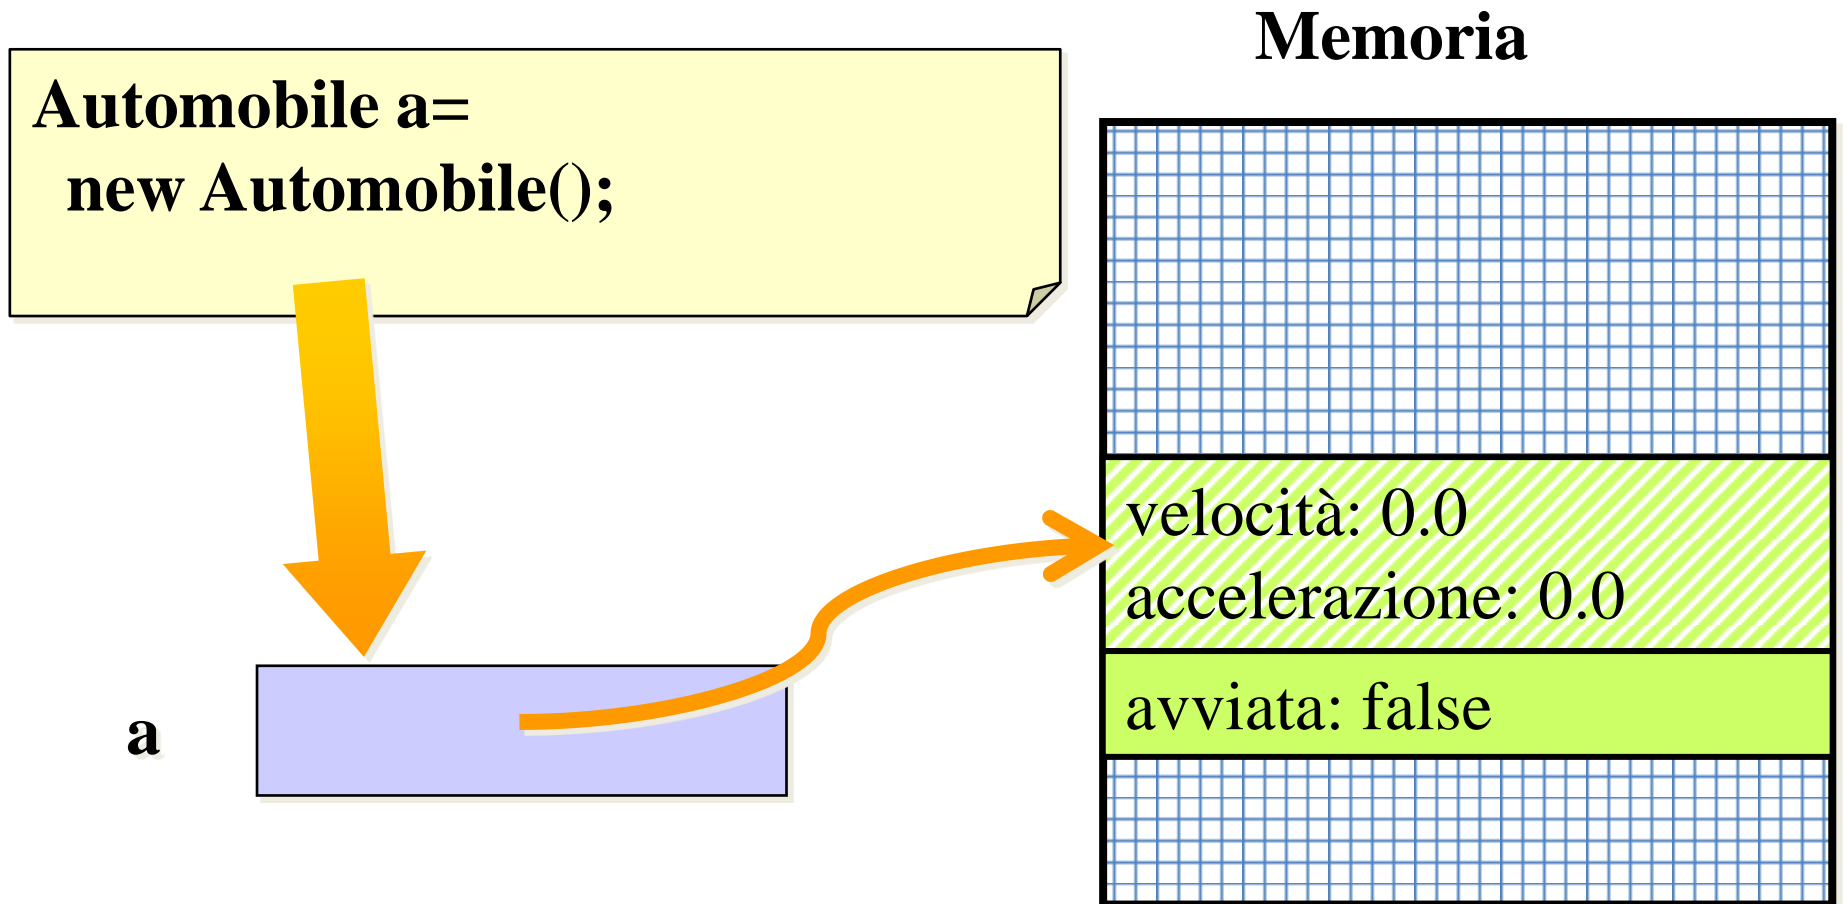 Memoria
Automobile a=
new Automobile();
velocità: 0.0
accelerazione: 0.0
avviata: false
a